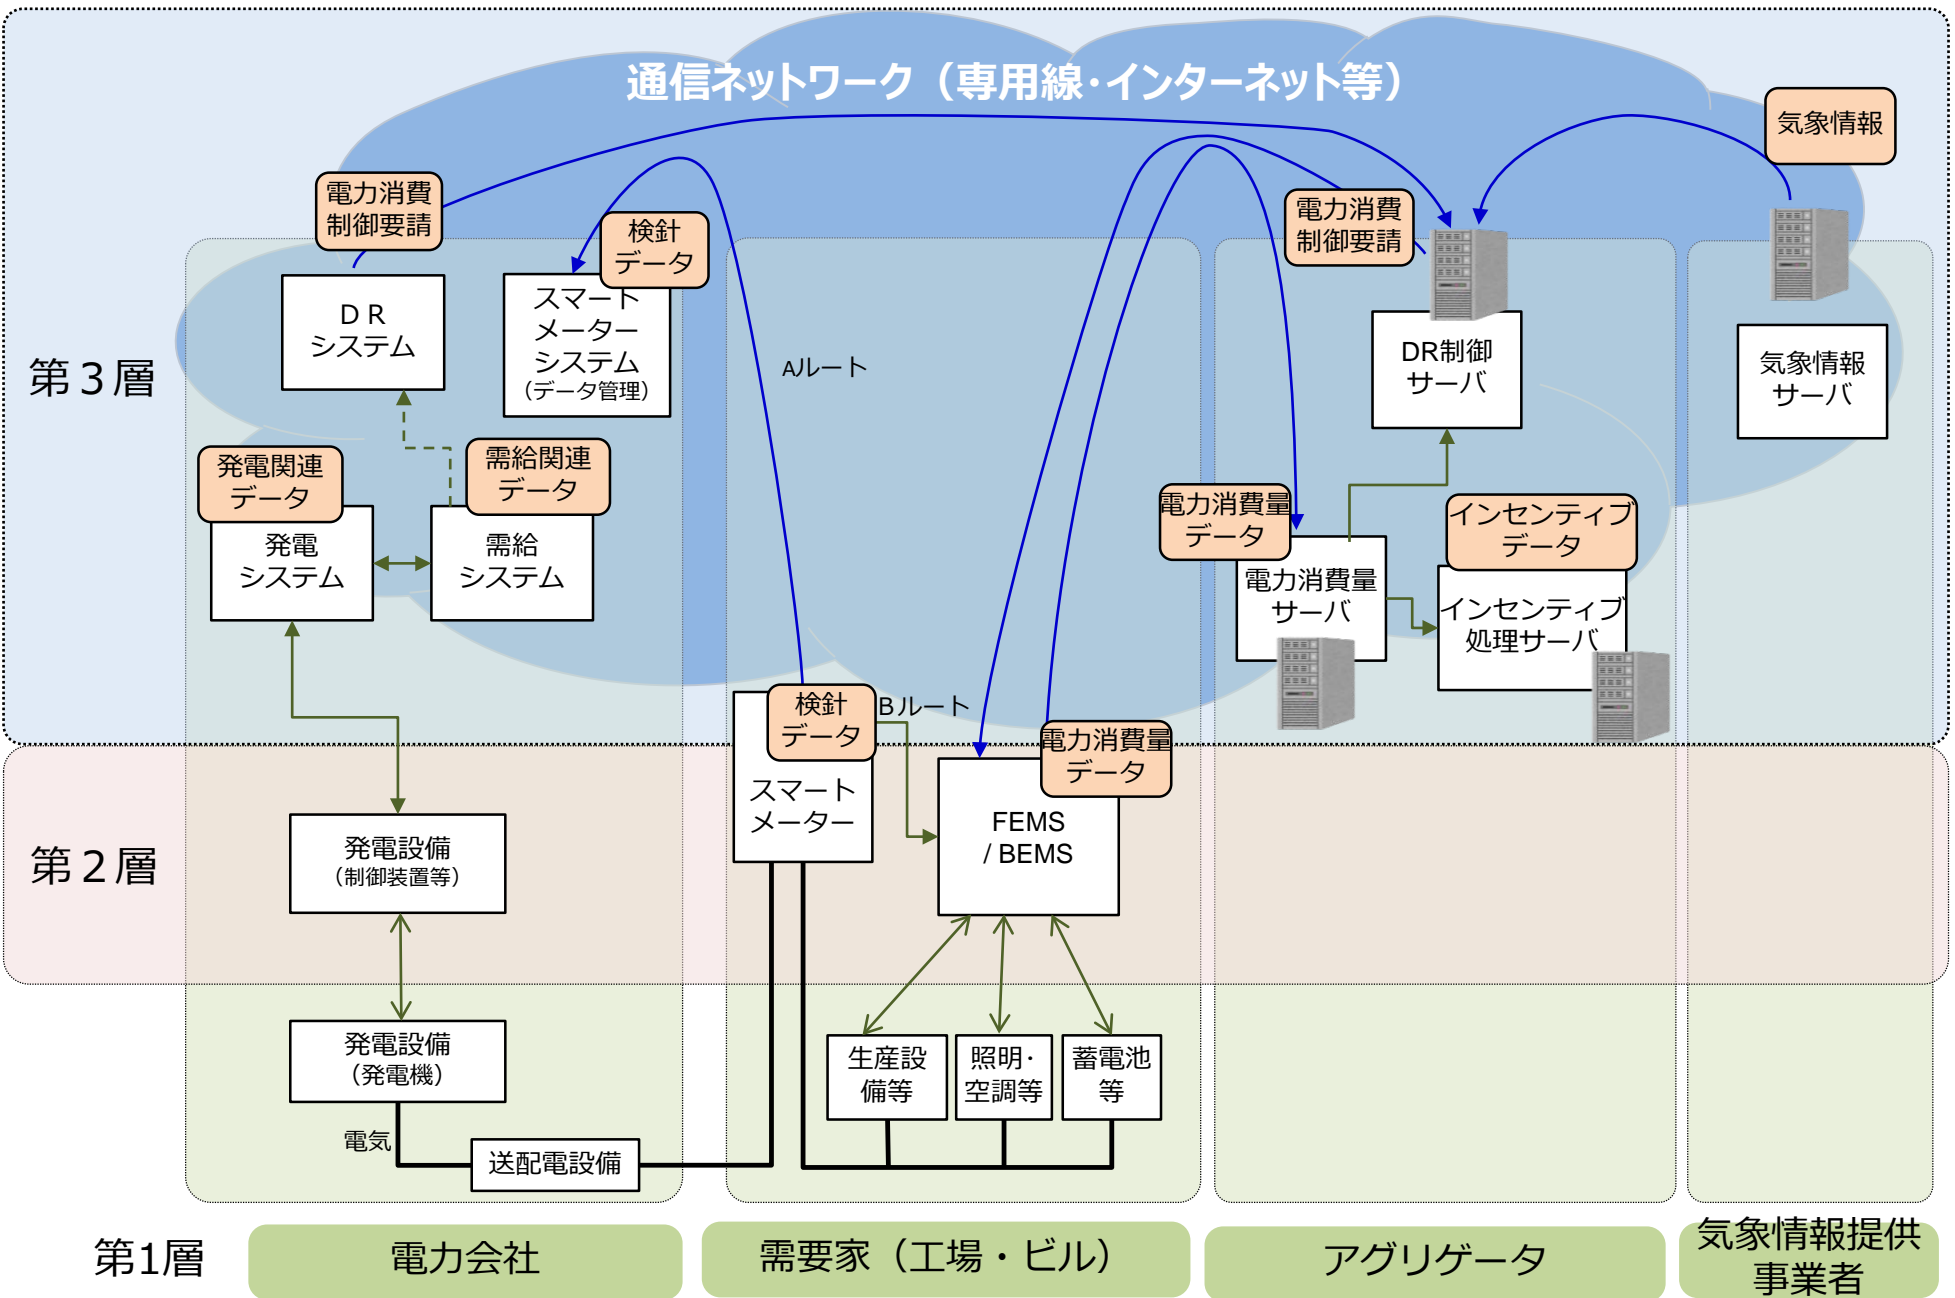 通信ネットワーク（専用線・インターネット等）
気象情報
電力消費
制御要請
検針
データ
電力消費
制御要請
ＤＲ
システム
スマート
メーター
システム
（データ管理）
Aルート
DR制御
サーバ
気象情報
サーバ
第３層
発電関連
データ
需給関連
データ
発電
システム
需給
システム
電力消費量
データ
インセンティブ
データ
電力消費量
サーバ
インセンティブ
処理サーバ
検針
データ
Ｂルート
電力消費量
データ
スマート
メーター
FEMS
/ BEMS
第２層
発電設備
（制御装置等）
発電設備
（発電機）
生産設
備等
照明・
空調等
蓄電池
等
電気
送配電設備
第1層
電力会社
需要家（工場・ビル）
アグリゲータ
気象情報提供
事業者